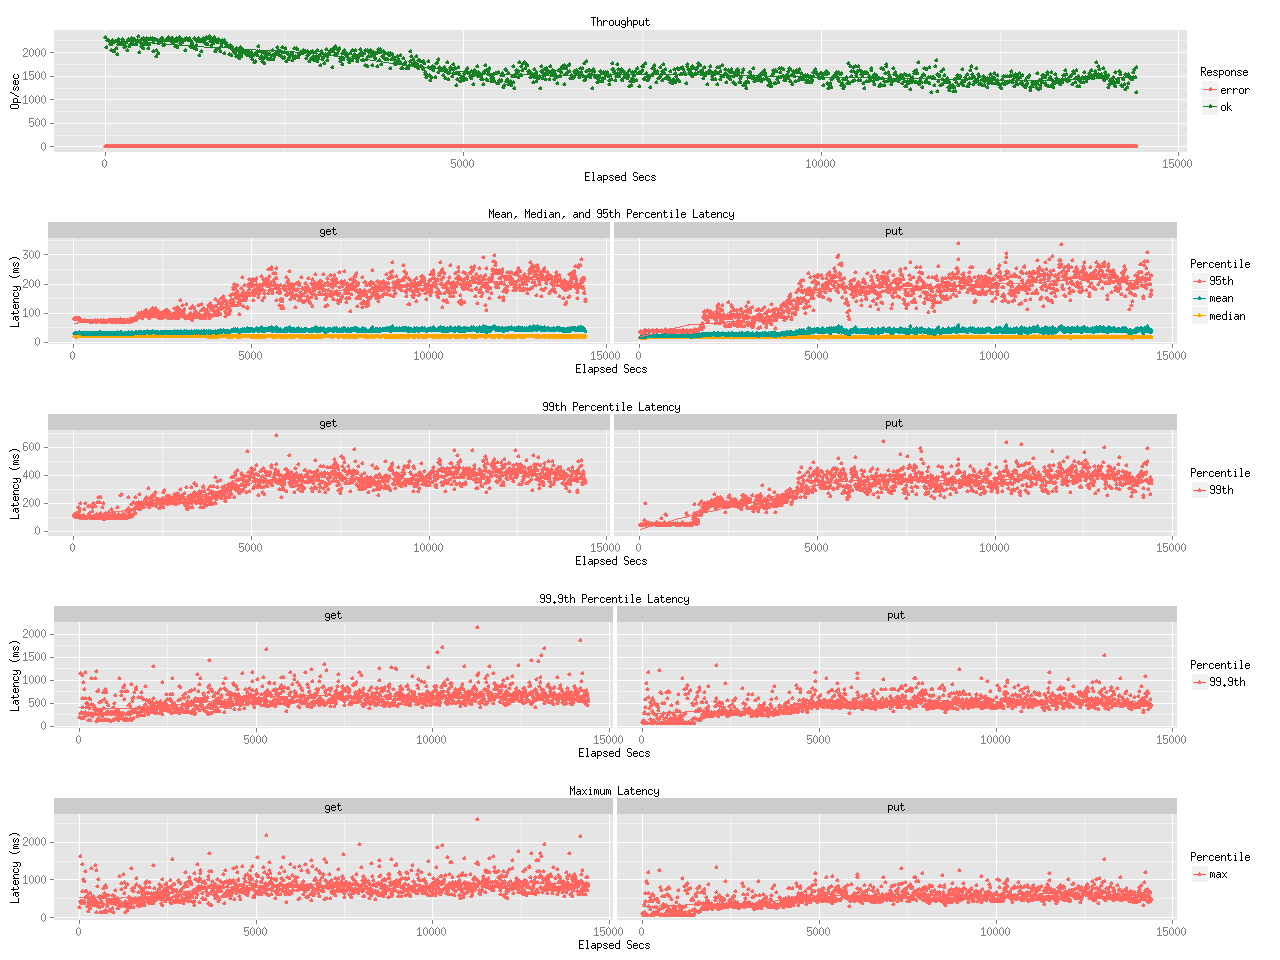 Throughput
2000
1500
1000
500
0
Op/sec
0 5000 10000 15000
Elapsed Secs
Response
error
ok
Mean, Median, and 95th Percentile Latency
get put
300
200
100
0
Latency (ms)
0 5000 10000 15000 0 5000 10000 15000
Elapsed Secs
Percentile
95th
mean
median
99th Percentile Latency
get put
600
400
200
0
Latency (ms)
0 5000 10000 15000 0 5000 10000 15000
Elapsed Secs
Percentile
99th
99.9th Percentile Latency
get put
2000
1500
1000
500
0
Latency (ms)
0 5000 10000 15000 0 5000 10000 15000
Elapsed Secs
Percentile
99.9th
Maximum Latency
get put
2000
1000
0
Latency (ms)
0 5000 10000 15000 0 5000 10000 15000
Elapsed Secs
Percentile
max